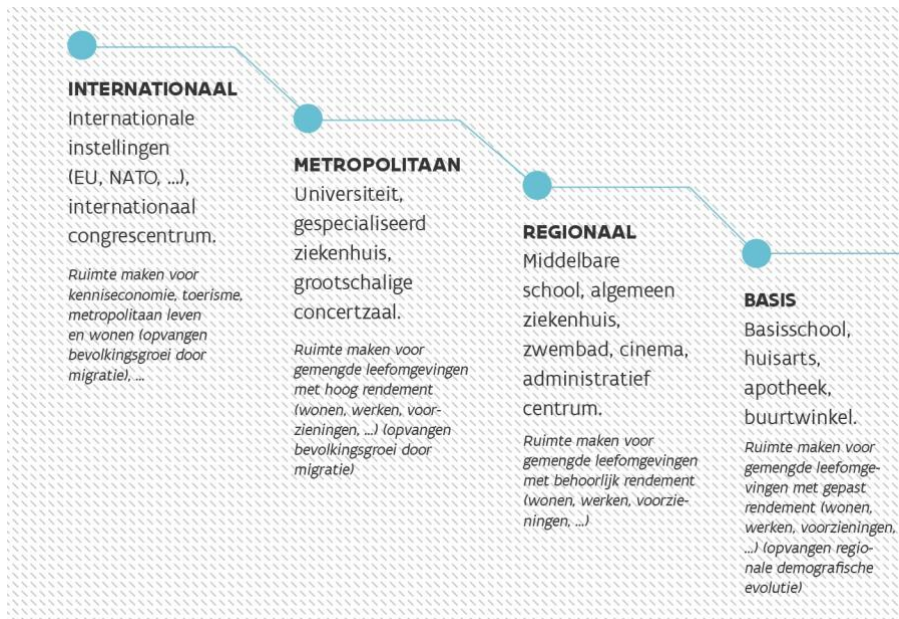 INTERNATIONAAL
Internationale
instellingen
(EU, NATO, ...),
internationaal
congrescentrum.
Ruimte maken voor
kenniseconomie, toerisme,
metropolitaan leven
en wonen (opvangen
bevolkingsgroei door
migratie), ...
METROPOLITAAN
Universiteit,
gespecialiseerd
ziekenhuis,
grootschalige
concertzaal.
Ruimte maken voor
gemengde leefomgevingen
met hoog rendement
(wonen, werken, voor-
zieningen, ...) (opvangen
bevolkingsgroei door
migratie)
REGIONAAL
Middelbare
school, algemeen
ziekenhuis,
zwembad, cinema,
administratief
centrum.
Ruimte maken voor
gemengde leefomgevingen
met behoorlijk rendement
(wonen, werken, voorzie-
ningen, ...)
BASIS
Basisschool,
huisarts,
apotheek,
buurtwinkel.
Ruimte maken voor
gemengde leefomge-
vingen met gepast
rendement (wonen,
werken, voorzieningen,
...) (opvangen regio-
nale demografische
evolutie)